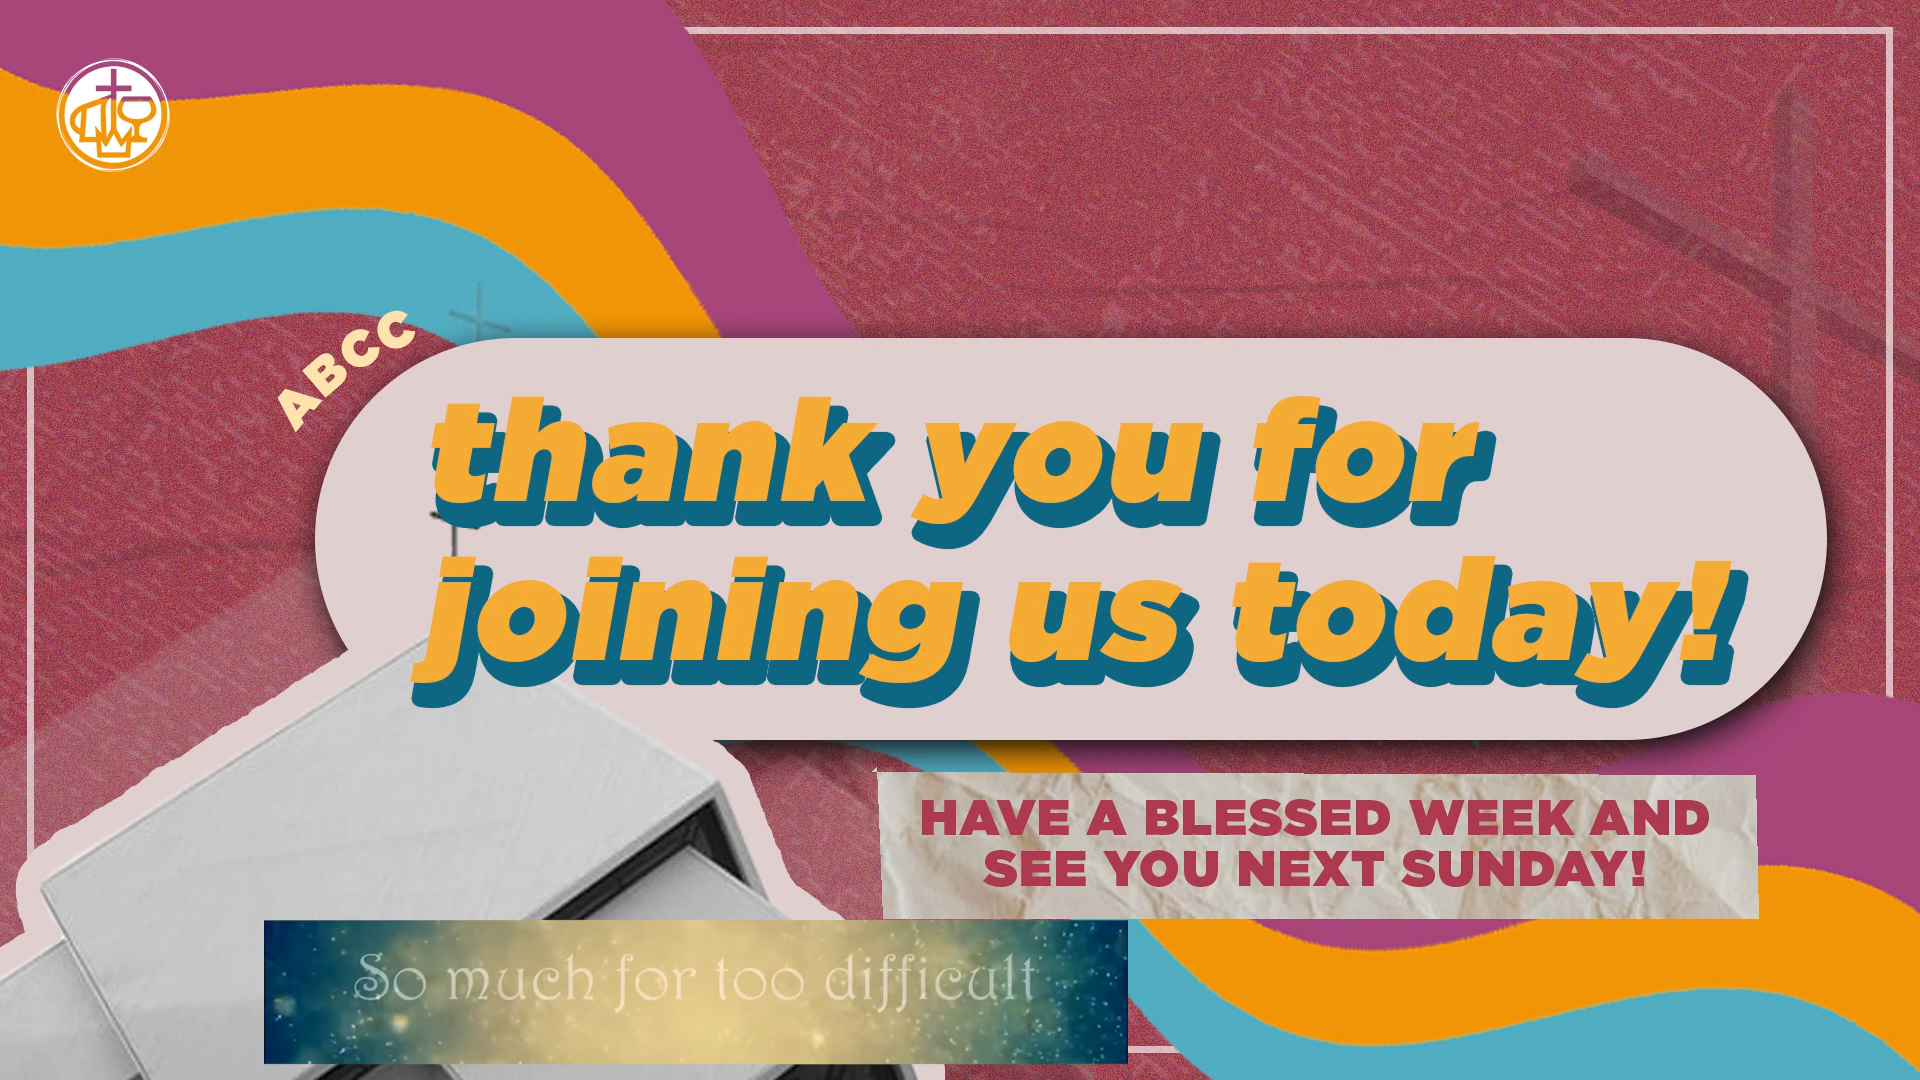 ABCC
thank you for
joining us today!
HAVE A BLESSED WEEK AND
SEE YOU NEXT SUNDAY!
So much for too difficult